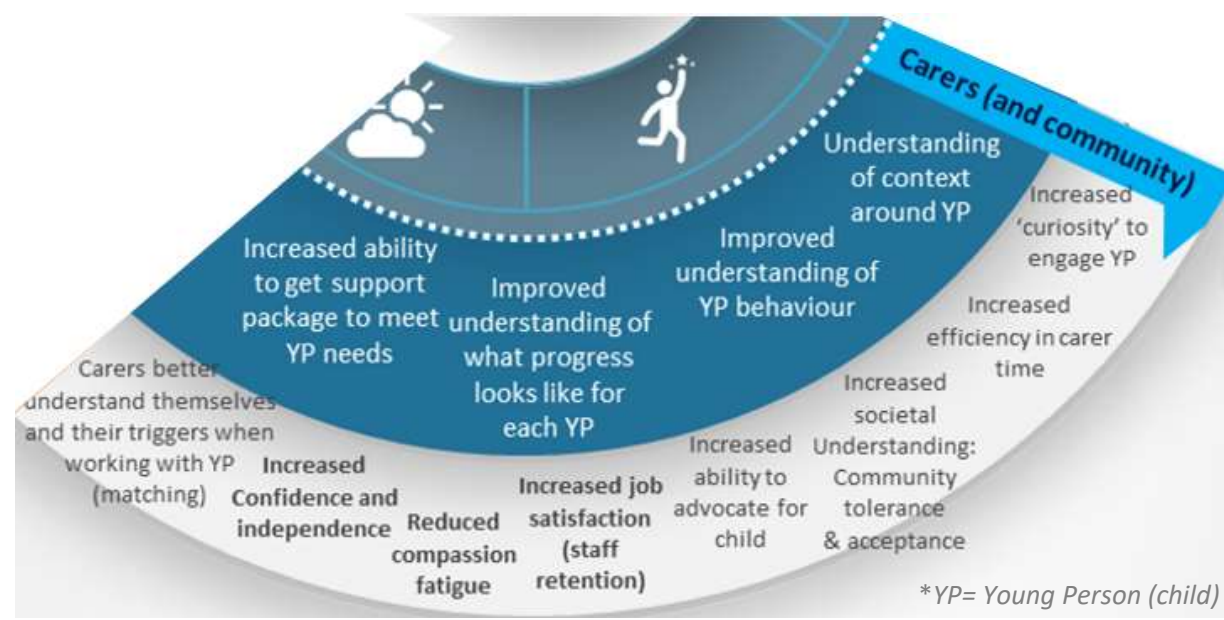 Carers (and community)
Understanding
of context
around YP
Improved
understanding of
YP behaviour
Improved
understanding of
what progress
looks like for
each YP
Increased ability
to get support
package to meet
YP needs
Increased
‘curiosity’ to
engage YP
Increased
efficiency in carer
time
Increased
societal
Understanding:
Community
tolerance
& acceptance
Increased
ability to
advocate for
child
Increased job
satisfaction
(staff
retention)
Reduced
compassion
fatigue
Increased
Confidence and
independence
Carers better
understand themselves
and their triggers when
working with YP
(matching)
*YP= Young Person (child)